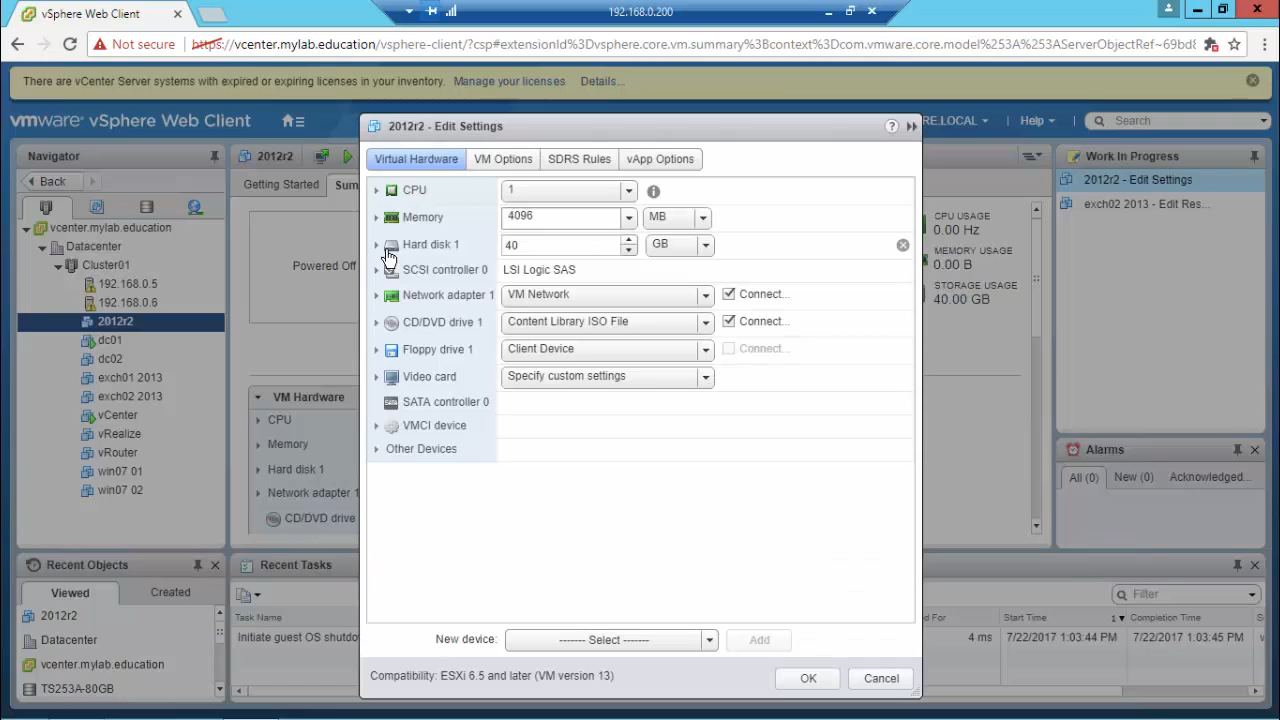 vSphere Web Client
192.168.0.200
Not secure https://vcenter.mylab.education/vsphere-client/?csp#extensionId%3Dvsphere.core.vm.summary%3Bcontext%3Dcom.vmware.core.model%253A%253AServerObjectRef~69bd8
There are vCenter Server systems with expired or expiring licenses in your inventory. Manage your licenses Details...
vmware vSphere Web Client
RE.LOCAL Help Search
Navigator
Back
vcenter.mylab.education
Datacenter
Cluster01
192.168.0.5
192.168.0.6
2012r2
dc01
dc02
exch01 2013
exch02 2013
vCenter
vRealize
vRouter
win07 01
win07 02
2012r2
Getting Started Sum
Powered Off
VM Hardware
CPU
Memory
Hard disk 1
Network adapter 1
CD/DVD drive
2012r2 - Edit Settings
Virtual Hardware VM Options SDRS Rules vApp Options
CPU 1
Memory 4096 MB
Hard disk 1 40 GB
SCSI controller 0 LSI Logic SAS
Network adapter 1 VM Network Connect...
CD/DVD drive 1 Content Library ISO File Connect...
Floppy drive 1 Client Device Connect...
Video card Specify custom settings
SATA controller 0
VMCI device
Other Devices
New device: ------- Select ------- Add
Compatibility: ESXi 6.5 and later (VM version 13)
OK Cancel
CPU USAGE
0.00 Hz
MEMORY USAGE
0.00 B
STORAGE USAGE
40.00 GB
Work In Progress
2012r2 - Edit Settings
exch02 2013 - Edit Res...
Alarms
All (0) New (0) Acknowledged...
Recent Objects
Viewed Created
2012r2
Datacenter
vcenter.mylab.education
TS253A-80GB
Recent Tasks
Filter
Task Name
Initiate guest OS shutdo
ed For Start Time 1 Completion Time
4 ms 7/22/2017 1:03:44 PM 7/22/2017 1:03:45 PM